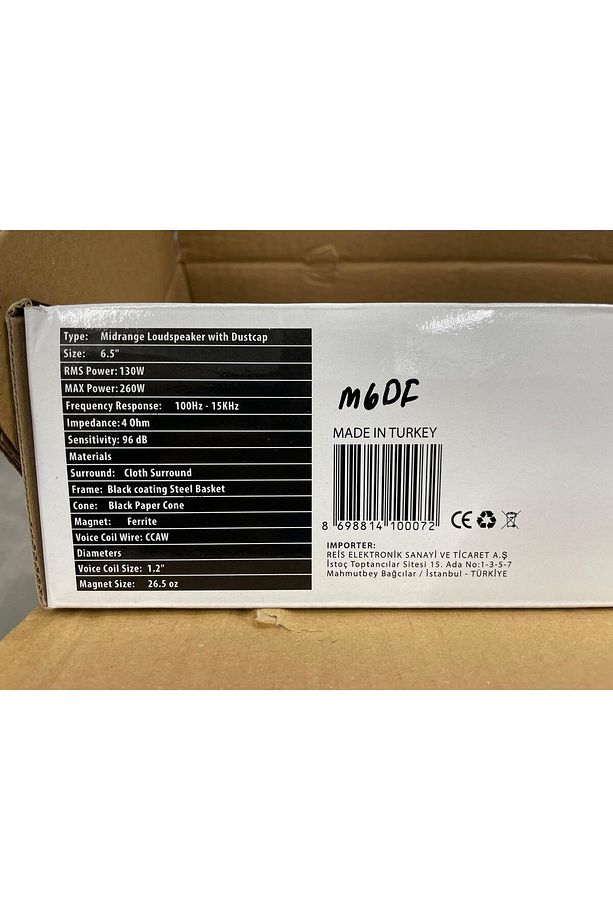 Type: Midrange Loudspeaker with Dustcap
Size: 6.5"
RMS Power: 130W
MAX Power: 260W
Frequency Response: 100Hz - 15KHz
Impedance: 4 Ohm
Sensitivity: 96 dB
Materials
Surround: Cloth Surround
Frame: Black coating Steel Basket
Cone: Black Paper Cone
Magnet: Ferrite
Voice Coil Wire: CCAW
Diameters
Voice Coil Size: 1.2"
Magnet Size: 26.5 oz
M6DF
MADE IN TURKEY
8 698814 100072
CE
IMPORTER:
REİS ELEKTRONİK SANAYİ VE TİCARET A.Ş
İstoç Toptancılar Sitesi 15. Ada No:1-3-5-7
Mahmutbey Bağcılar / İstanbul - TÜRKİYE